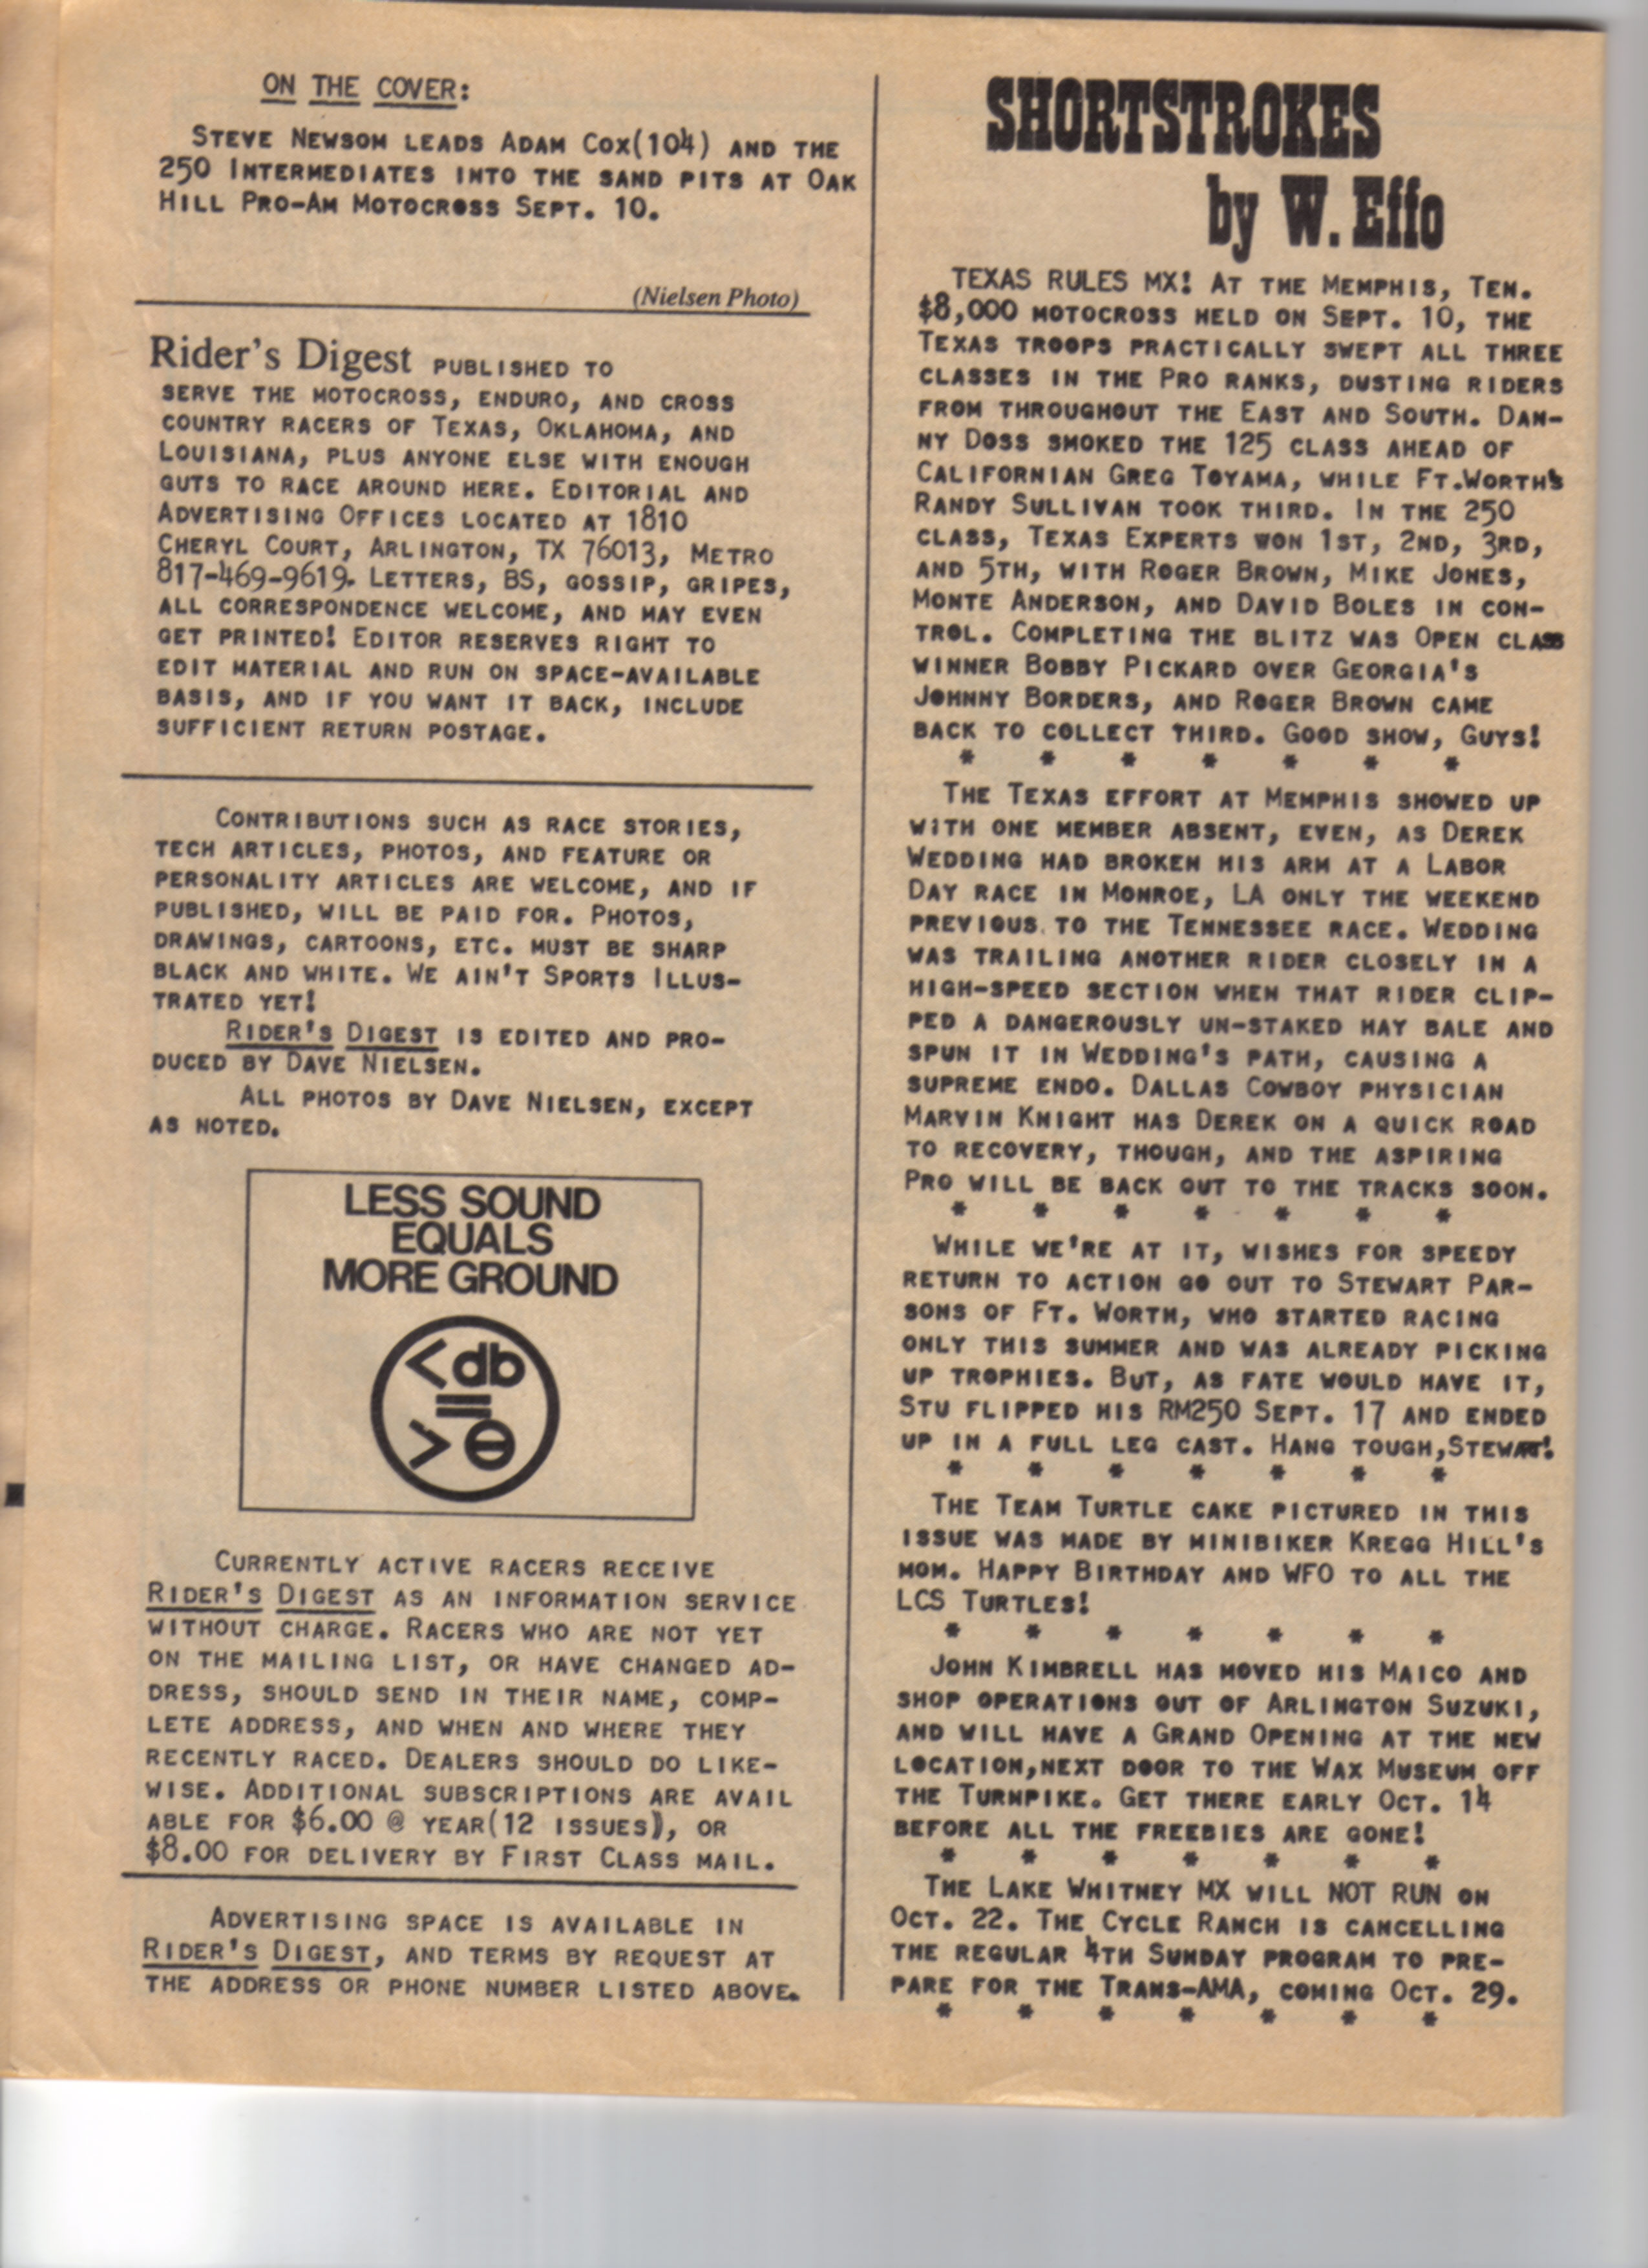 ON THE COVER:
STEVE NEWSOM LEADS ADAM COX(104) AND THE
250 INTERMEDIATES INTO THE SAND PITS AT OAK
HILL PRO-AM MOTOCROSS SEPT. 10.
(Nielsen Photo)
Rider's Digest PUBLISHED TO
SERVE THE MOTOCROSS, ENDURO, AND CROSS
COUNTRY RACERS OF TEXAS, OKLAHOMA, AND
LOUISIANA, PLUS ANYONE ELSE WITH ENOUGH
GUTS TO RACE AROUND HERE. EDITORIAL AND
ADVERTISING OFFICES LOCATED AT 1810
CHERYL COURT, ARLINGTON, TX 76013, METRO
817-469-9619. LETTERS, BS, GOSSIP, GRIPES,
ALL CORRESPONDENCE WELCOME, AND MAY EVEN
GET PRINTED! EDITOR RESERVES RIGHT TO
EDIT MATERIAL AND RUN ON SPACE-AVAILABLE
BASIS, AND IF YOU WANT IT BACK, INCLUDE
SUFFICIENT RETURN POSTAGE.
CONTRIBUTIONS SUCH AS RACE STORIES,
TECH ARTICLES, PHOTOS, AND FEATURE OR
PERSONALITY ARTICLES ARE WELCOME, AND IF
PUBLISHED, WILL BE PAID FOR. PHOTOS,
DRAWINGS, CARTOONS, ETC. MUST BE SHARP
BLACK AND WHITE. WE AIN'T SPORTS ILLUS-
TRATED YET!
RIDER'S DIGEST IS EDITED AND PRO-
DUCED BY DAVE NIELSEN.
ALL PHOTOS BY DAVE NIELSEN, EXCEPT
AS NOTED.
LESS SOUND
EQUALS
MORE GROUND
<db
=
>⊖
CURRENTLY ACTIVE RACERS RECEIVE
RIDER'S DIGEST AS AN INFORMATION SERVICE
WITHOUT CHARGE. RACERS WHO ARE NOT YET
ON THE MAILING LIST, OR HAVE CHANGED AD-
DRESS, SHOULD SEND IN THEIR NAME, COMP-
LETE ADDRESS, AND WHEN AND WHERE THEY
RECENTLY RACED. DEALERS SHOULD DO LIKE-
WISE. ADDITIONAL SUBSCRIPTIONS ARE AVAIL
ABLE FOR $6.00 @ YEAR(12 ISSUES), OR
$8.00 FOR DELIVERY BY FIRST CLASS MAIL.
ADVERTISING SPACE IS AVAILABLE IN
RIDER'S DIGEST, AND TERMS BY REQUEST AT
THE ADDRESS OR PHONE NUMBER LISTED ABOVE.
SHORTSTROKES
by W. Effo
TEXAS RULES MX! AT THE MEMPHIS, TEN.
$8,000 MOTOCROSS HELD ON SEPT. 10, THE
TEXAS TROOPS PRACTICALLY SWEPT ALL THREE
CLASSES IN THE PRO RANKS, DUSTING RIDERS
FROM THROUGHOUT THE EAST AND SOUTH. DAN-
NY DOSS SMOKED THE 125 CLASS AHEAD OF
CALIFORNIAN GREG TOYAMA, WHILE FT.WORTH'S
RANDY SULLIVAN TOOK THIRD. IN THE 250
CLASS, TEXAS EXPERTS WON 1ST, 2ND, 3RD,
AND 5TH, WITH ROGER BROWN, MIKE JONES,
MONTE ANDERSON, AND DAVID BOLES IN CON-
TROL. COMPLETING THE BLITZ WAS OPEN CLASS
WINNER BOBBY PICKARD OVER GEORGIA'S
JOHNNY BORDERS, AND ROGER BROWN CAME
BACK TO COLLECT THIRD. GOOD SHOW, GUYS!
* * * * * * *
THE TEXAS EFFORT AT MEMPHIS SHOWED UP
WITH ONE MEMBER ABSENT, EVEN, AS DEREK
WEDDING HAD BROKEN HIS ARM AT A LABOR
DAY RACE IN MONROE, LA ONLY THE WEEKEND
PREVIOUS TO THE TENNESSEE RACE. WEDDING
WAS TRAILING ANOTHER RIDER CLOSELY IN A
HIGH-SPEED SECTION WHEN THAT RIDER CLIP-
PED A DANGEROUSLY UN-STAKED HAY BALE AND
SPUN IT IN WEDDING'S PATH, CAUSING A
SUPREME ENDO. DALLAS COWBOY PHYSICIAN
MARVIN KNIGHT HAS DEREK ON A QUICK ROAD
TO RECOVERY, THOUGH, AND THE ASPIRING
PRO WILL BE BACK OUT TO THE TRACKS SOON.
* * * * * * *
WHILE WE'RE AT IT, WISHES FOR SPEEDY
RETURN TO ACTION GO OUT TO STEWART PAR-
SONS OF FT. WORTH, WHO STARTED RACING
ONLY THIS SUMMER AND WAS ALREADY PICKING
UP TROPHIES. BUT, AS FATE WOULD HAVE IT,
STU FLIPPED HIS RM250 SEPT. 17 AND ENDED
UP IN A FULL LEG CAST. HANG TOUGH,STEWART!
* * * * * * *
THE TEAM TURTLE CAKE PICTURED IN THIS
ISSUE WAS MADE BY MINIBIKER KREGG HILL'S
MOM. HAPPY BIRTHDAY AND WFO TO ALL THE
LCS TURTLES!
* * * * * * *
JOHN KIMBRELL HAS MOVED HIS MAICO AND
SHOP OPERATIONS OUT OF ARLINGTON SUZUKI,
AND WILL HAVE A GRAND OPENING AT THE NEW
LOCATION,NEXT DOOR TO THE WAX MUSEUM OFF
THE TURNPIKE. GET THERE EARLY OCT. 14
BEFORE ALL THE FREEBIES ARE GONE!
* * * * * * *
THE LAKE WHITNEY MX WILL NOT RUN ON
OCT. 22. THE CYCLE RANCH IS CANCELLING
THE REGULAR 4TH SUNDAY PROGRAM TO PRE-
PARE FOR THE TRANS-AMA, COMING OCT. 29.
* * * * * * *